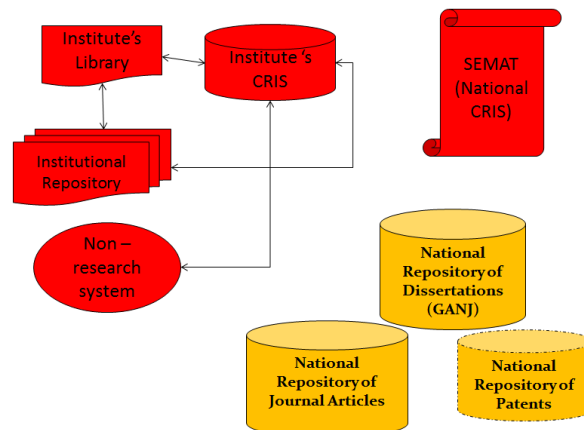 Institute's
Library
Institute 's
CRIS
SEMAT
(National
CRIS)
Institutional
Repository
Non –
research
system
National
Repository of
Dissertations
(GANJ)
National
Repository of
Journal Articles
National
Repository of
Patents